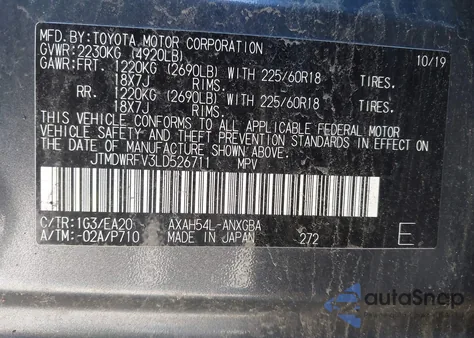 MFD.BY:TOYOTA MOTOR CORPORATION 10/19
GVWR:2230KG (4920LB)
GAWR:FRT. 1220KG (2690LB) WITH 225/60R18 TIRES.
18X7J RIMS.
RR. 1220KG (2690LB) WITH 225/60R18 TIRES.
18X7J RIMS.
THIS VEHICLE CONFORMS TO ALL APPLICABLE FEDERAL MOTOR
VEHICLE SAFETY AND THEFT PREVENTION STANDARDS IN EFFECT ON
THE DATE OF MANUFACTURE SHOWN ABOVE.
JTMDWRFV3LD526711 MPV
C/TR:1G3/EA20 AXAH54L-ANXGBA
A/TM:-02A/P710 MADE IN JAPAN 272 E
autoSnap